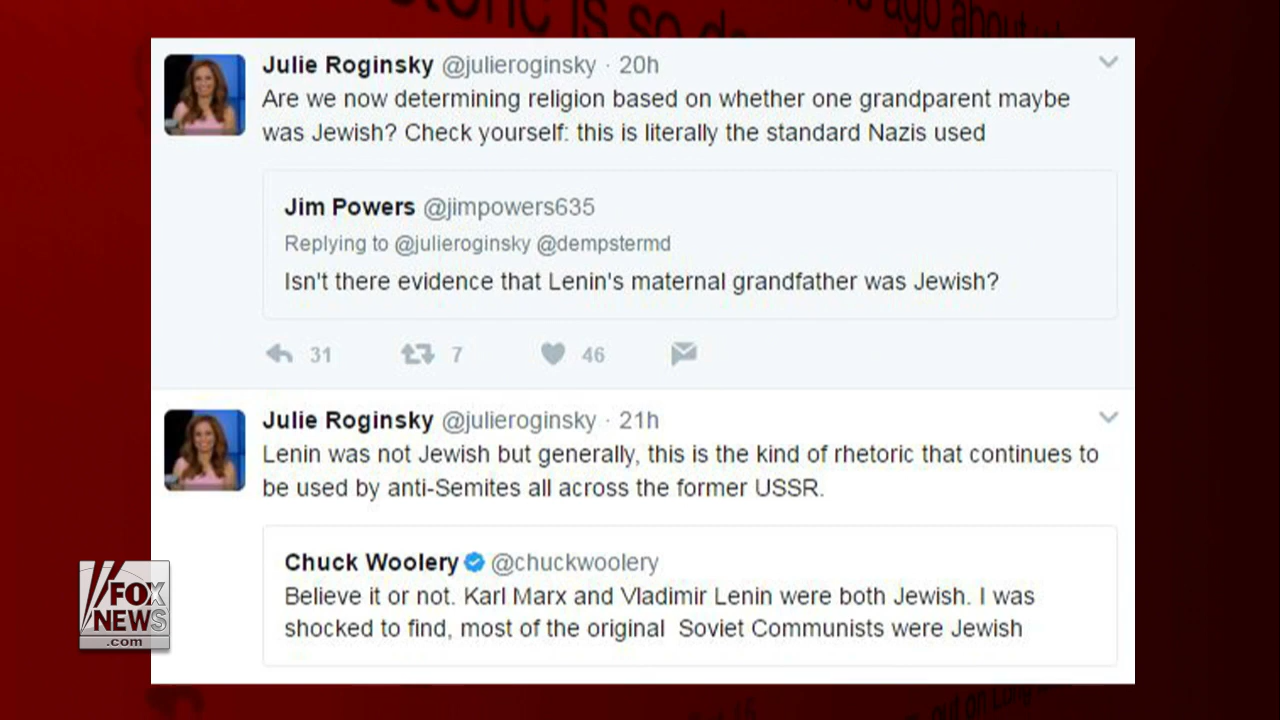 Julie Roginsky @julieroginsky · 20h
Are we now determining religion based on whether one grandparent maybe
was Jewish? Check yourself: this is literally the standard Nazis used
Jim Powers @jimpowers635
Replying to @julieroginsky @dempstermd
Isn't there evidence that Lenin's maternal grandfather was Jewish?
31 7 46
Julie Roginsky @julieroginsky · 21h
Lenin was not Jewish but generally, this is the kind of rhetoric that continues to
be used by anti-Semites all across the former USSR.
Chuck Woolery @chuckwoolery
Believe it or not. Karl Marx and Vladimir Lenin were both Jewish. I was
shocked to find, most of the original Soviet Communists were Jewish
FOX
NEWS
.com